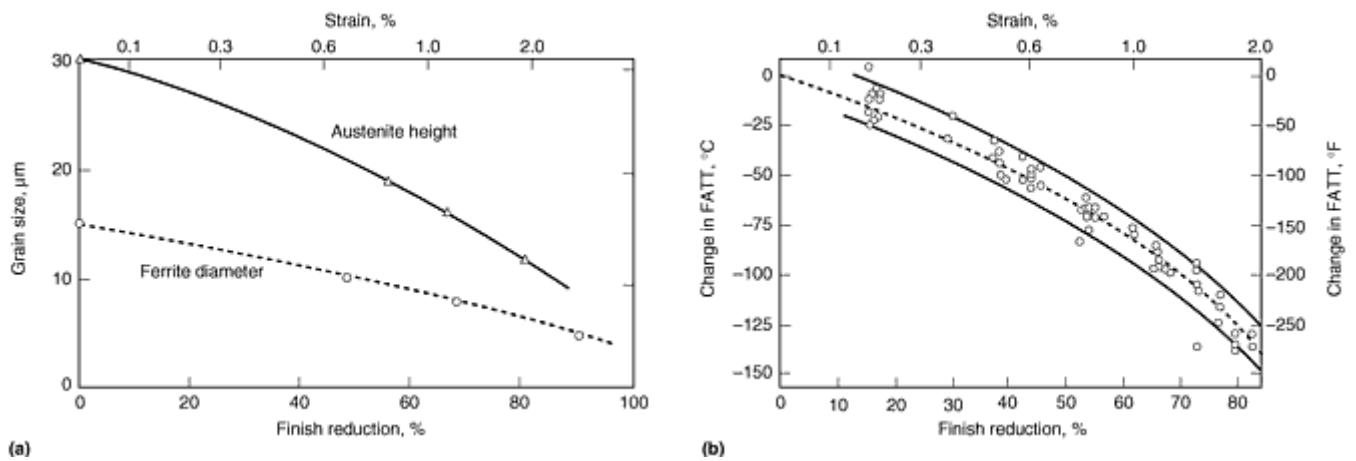 Strain, %
0.1 0.3 0.6 1.0 2.0
30
20
10
0
Grain size, µm
Austenite height
Ferrite diameter
0 20 40 60 80 100
Finish reduction, %
(a)
Strain, %
0.1 0.3 0.6 1.0 2.0
0
−25
−50
−75
−100
−125
−150
Change in FATT, °C
0
−50
−100
−150
−200
−250
Change in FATT, °F
0 10 20 30 40 50 60 70 80
Finish reduction, %
(b)